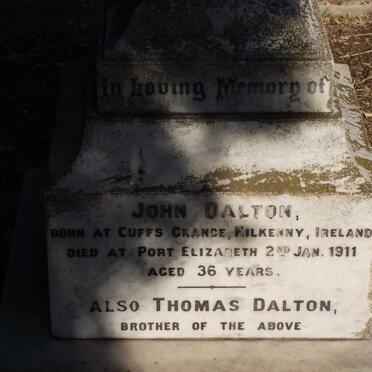 In Loving Memory of
JOHN DALTON,
BORN AT CUFFS GRANGE, KILKENNY, IRELAND
DIED AT PORT ELIZABETH 2ND JAN. 1911
AGED 36 YEARS.
ALSO THOMAS DALTON,
BROTHER OF THE ABOVE